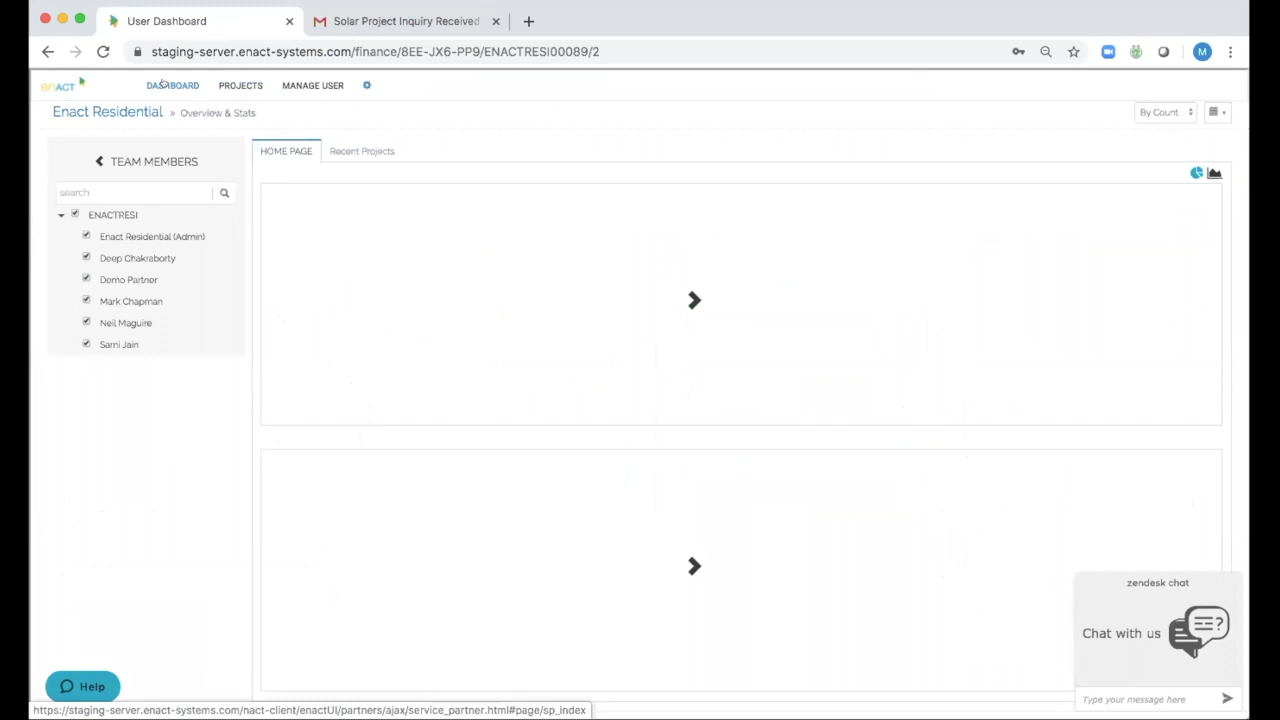 User Dashboard
Solar Project Inquiry Received
staging-server.enact-systems.com/finance/8EE-JX6-PP9/ENACTRESI00089/2
M
enACT
DASHBOARD
PROJECTS
MANAGE USER
Enact Residential » Overview & Stats
By Count
TEAM MEMBERS
HOME PAGE
Recent Projects
search
ENACTRESI
Enact Residential (Admin)
Deep Chakraborty
Demo Partner
Mark Chapman
Neil Maguire
Sarni Jain
zendesk chat
Chat with us
Type your message here
Help
https://staging-server.enact-systems.com/nact-client/enactUI/partners/ajax/service_partner.html#page/sp_index